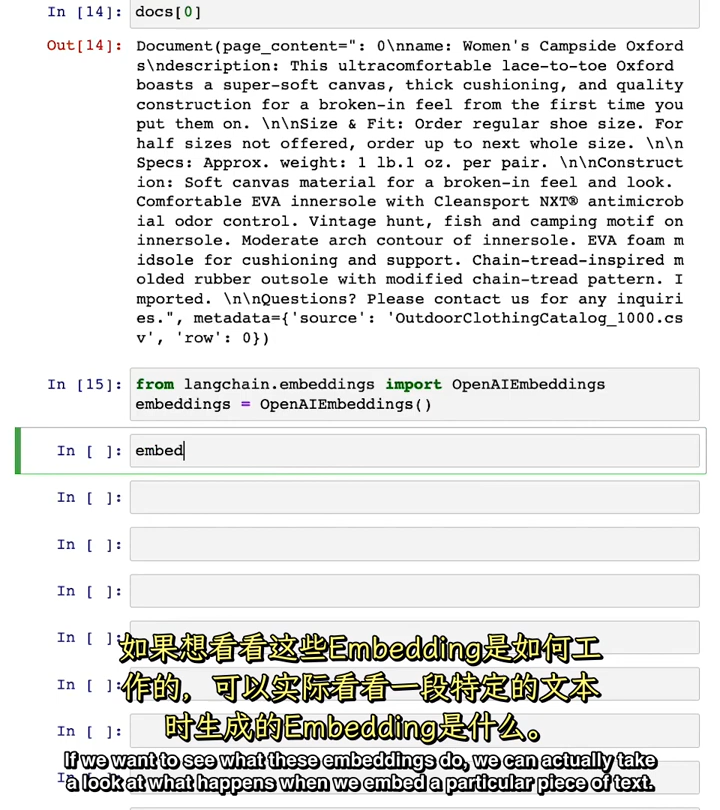 In [14]: docs[0]
Out[14]: Document(page_content=": 0\nname: Women's Campside Oxford
s\ndescription: This ultracomfortable lace-to-toe Oxford
boasts a super-soft canvas, thick cushioning, and quality
construction for a broken-in feel from the first time you
put them on. \n\nSize & Fit: Order regular shoe size. For
half sizes not offered, order up to next whole size. \n\n
Specs: Approx. weight: 1 lb.1 oz. per pair. \n\nConstruct
ion: Soft canvas material for a broken-in feel and look.
Comfortable EVA innersole with Cleansport NXT® antimicrob
ial odor control. Vintage hunt, fish and camping motif on
innersole. Moderate arch contour of innersole. EVA foam m
idsole for cushioning and support. Chain-tread-inspired m
olded rubber outsole with modified chain-tread pattern. I
mported. \n\nQuestions? Please contact us for any inquiri
es.", metadata={'source': 'OutdoorClothingCatalog_1000.cs
v', 'row': 0})
In [15]: from langchain.embeddings import OpenAIEmbeddings
embeddings = OpenAIEmbeddings()
In [ ]: embed
In [ ]:
In [ ]:
In [ ]:
In [ ]:
如果想看看这些Embedding是如何工
In [ ]:
作的，可以实际看看一段特定的文本
In [ ]:
时生成的Embedding是什么。
If we want to see what these embeddings do, we can actually take
a look at what happens when we embed a particular piece of text.